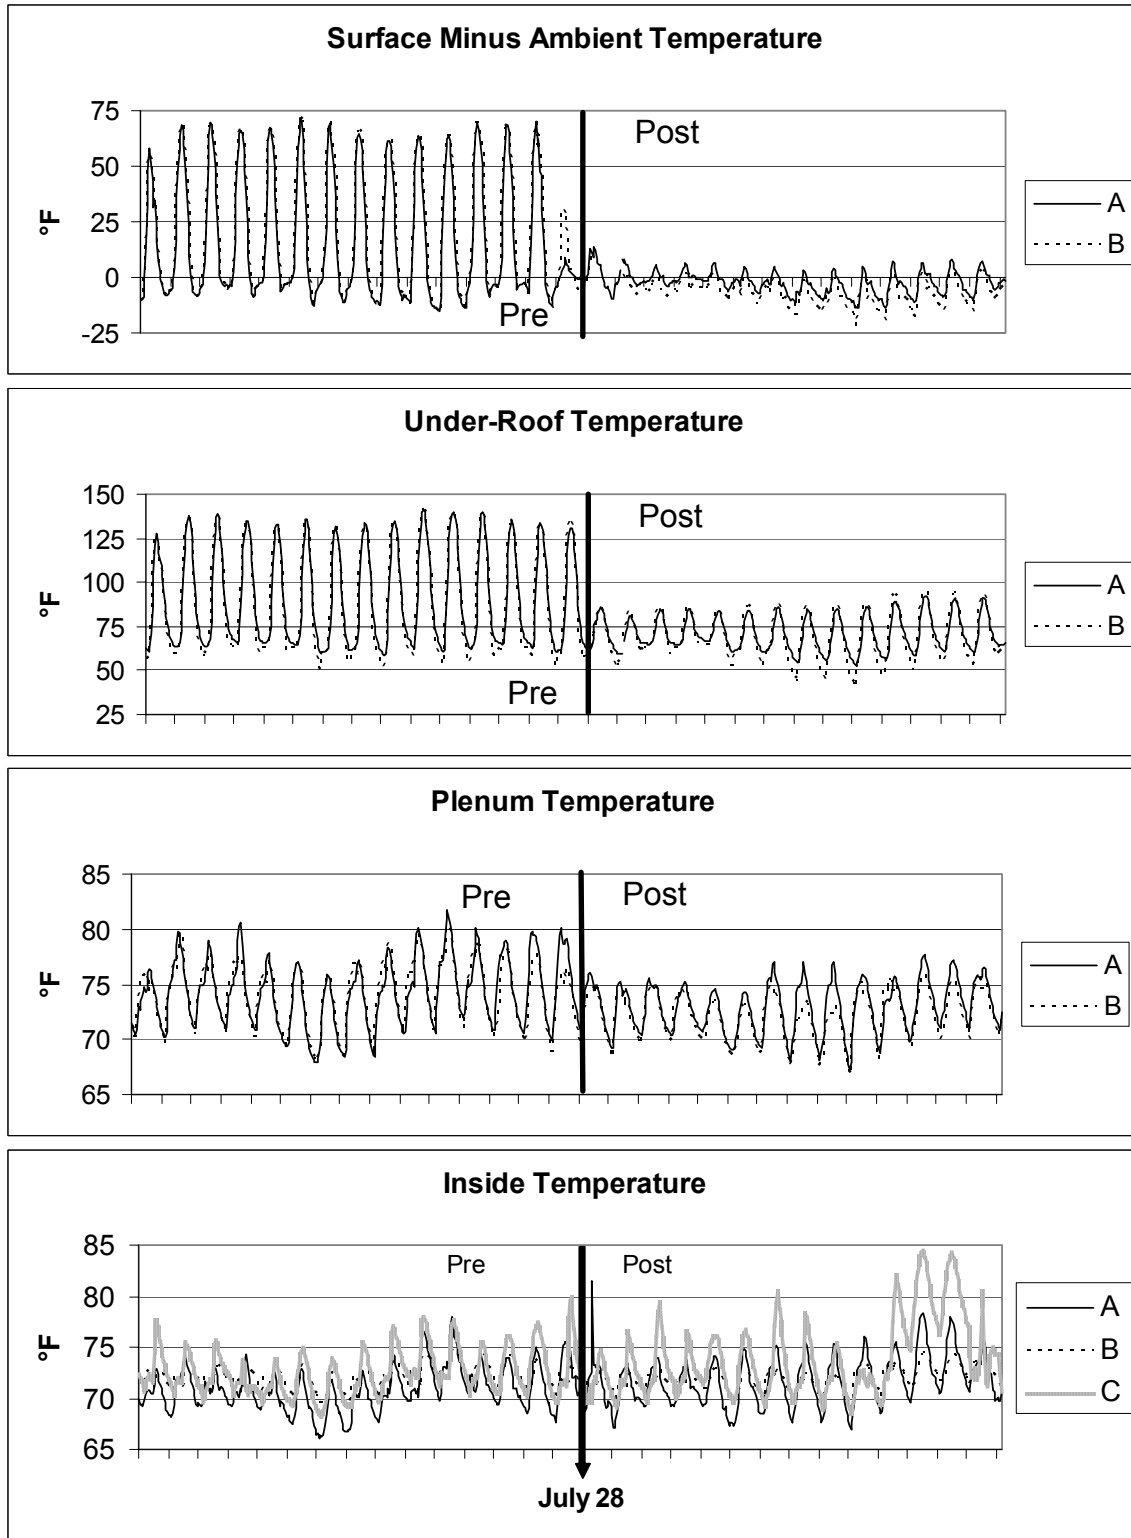 Surface Minus Ambient Temperature
75
50
25
0
-25
°F
Pre
Post
A
B
Under-Roof Temperature
150
125
100
75
50
25
°F
Pre
Post
A
B
Plenum Temperature
85
80
75
70
65
°F
Pre
Post
A
B
Inside Temperature
85
80
75
70
65
°F
Pre
Post
A
B
C
July 28